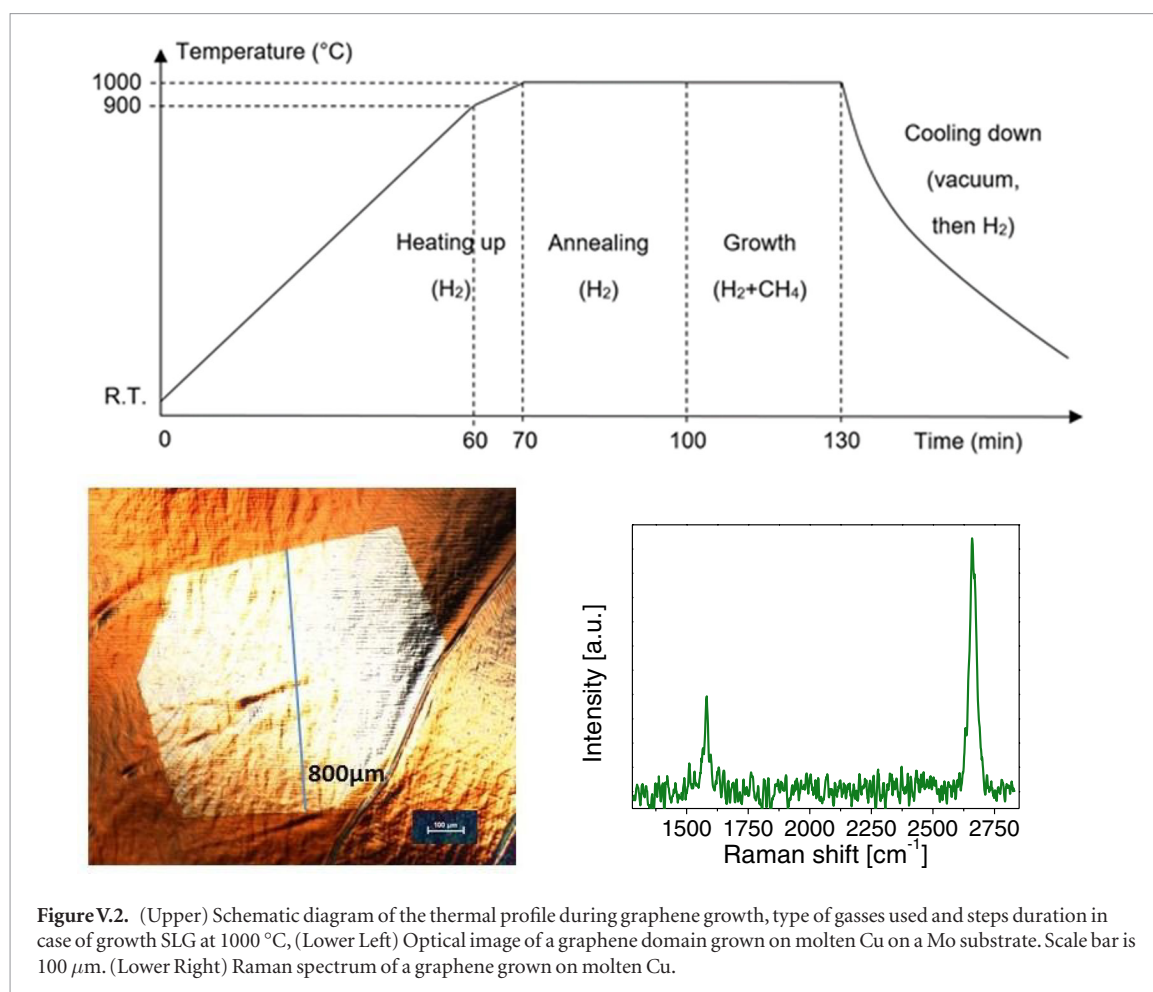 Temperature (°C)
1000
900
Cooling down
(vacuum,
then H₂)
Heating up
(H₂)
Annealing
(H₂)
Growth
(H₂+CH₄)
R.T.
0
60
70
100
130
Time (min)
800μm
100 μm
Intensity [a.u.]
1500
1750
2000
2250
2500
2750
Raman shift [cm⁻¹]
Figure V.2. (Upper) Schematic diagram of the thermal profile during graphene growth, type of gasses used and steps duration in
case of growth SLG at 1000 °C, (Lower Left) Optical image of a graphene domain grown on molten Cu on a Mo substrate. Scale bar is
100 μm. (Lower Right) Raman spectrum of a graphene grown on molten Cu.